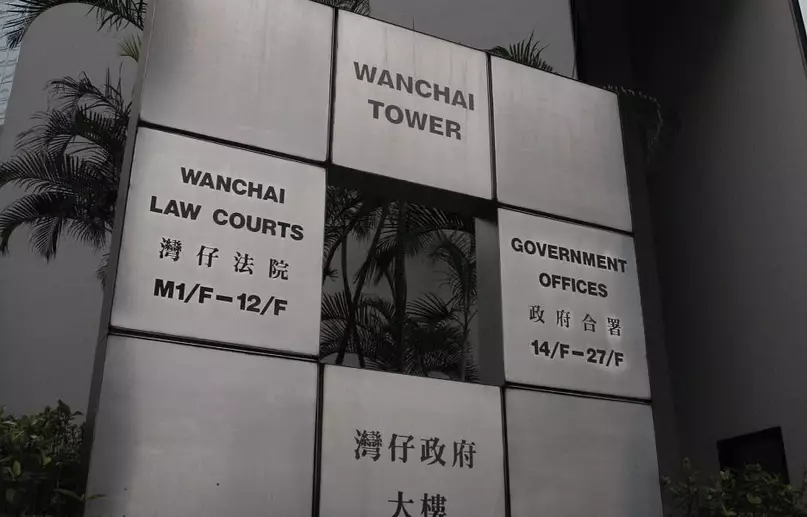 WANCHAI
TOWER
WANCHAI
LAW COURTS
灣仔法院
M1/F-12/F
GOVERNMENT
OFFICES
政府合署
14/F-27/F
灣仔政府
大樓